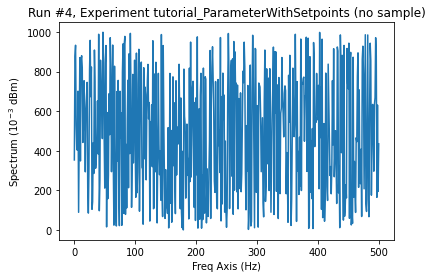 Run #4, Experiment tutorial_ParameterWithSetpoints (no sample)
1000
800
600
400
200
0
Spectrum (10⁻³ dBm)
0 100 200 300 400 500
Freq Axis (Hz)